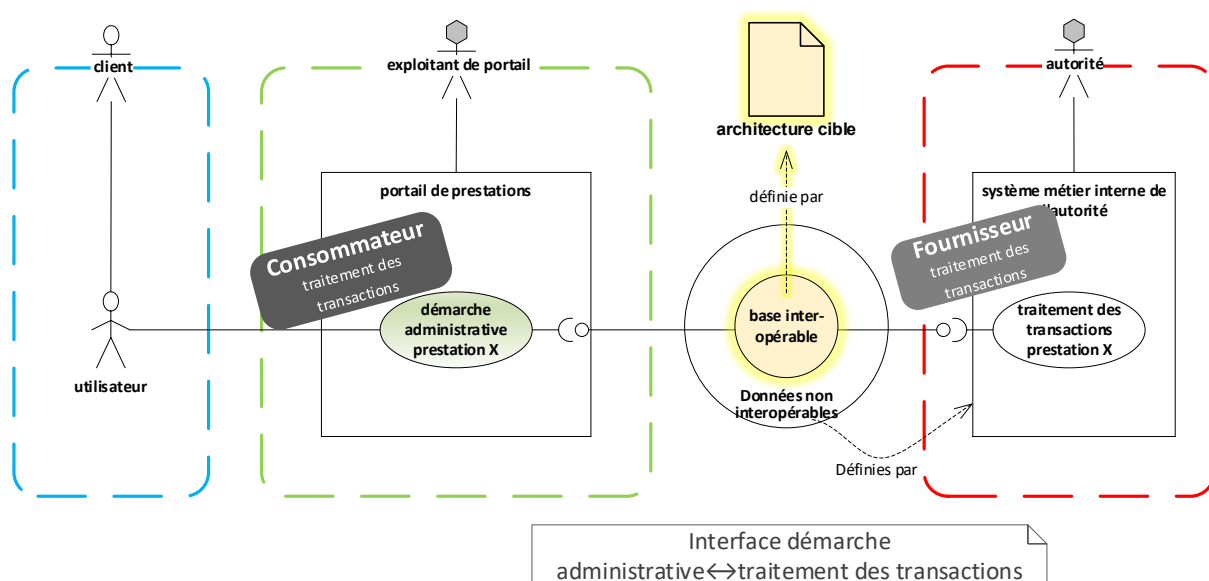 client
exploitant de portail
autorité
architecture cible
portail de prestations
système métier interne de
l'autorité
définie par
Consommateur
traitement des
transactions
Fournisseur
traitement des
transactions
démarche
administrative
prestation X
base inter-
opérable
traitement des
transactions
prestation X
utilisateur
Données non
interopérables
Définies par
Interface démarche
administrative↔traitement des transactions